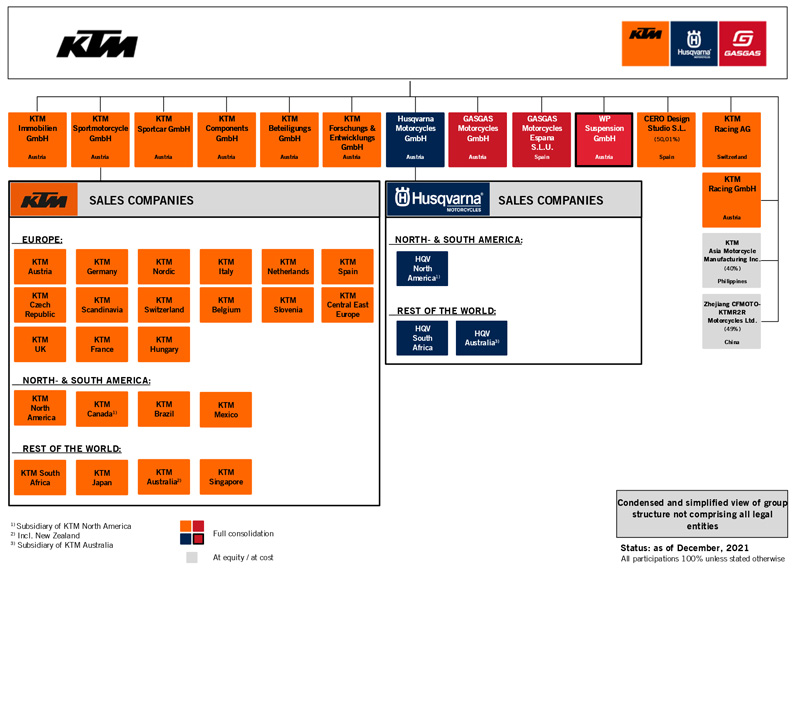 KTM
KTM
Husqvarna
MOTORCYCLES
GASGAS
KTM
Immobilien
GmbH
Austria
KTM
Sportmotorcycle
GmbH
Austria
KTM
Sportcar GmbH
Austria
KTM
Components
GmbH
Austria
KTM
Beteiligungs
GmbH
Austria
KTM
Forschungs &
Entwicklungs
GmbH
Austria
Husqvarna
Motorcycles
GmbH
Austria
GASGAS
Motorcycles
GmbH
Austria
GASGAS
Motorcycles
Espana
S.L.U.
Spain
WP
Suspension
GmbH
Austria
CERO Design
Studio S.L.
(50,01%)
Spain
KTM
Racing AG
Switzerland
KTM
Racing GmbH
Austria
KTM
Asia Motorcycle
Manufacturing Inc.
(40%)
Philippines
Zhejiang CFMOTO-
KTMR2R
Motorcycles Ltd.
(49%)
China
KTM
SALES COMPANIES
EUROPE:
KTM
Austria
KTM
Germany
KTM
Nordic
KTM
Italy
KTM
Netherlands
KTM
Spain
KTM
Czech
Republic
KTM
Scandinavia
KTM
Switzerland
KTM
Belgium
KTM
Slovenia
KTM
Central East
Europe
KTM
UK
KTM
France
KTM
Hungary
NORTH- & SOUTH AMERICA:
KTM
North
America
KTM
Canada¹⁾
KTM
Brazil
KTM
Mexico
REST OF THE WORLD:
KTM South
Africa
KTM
Japan
KTM
Australia²⁾
KTM
Singapore
Husqvarna
MOTORCYCLES
SALES COMPANIES
NORTH- & SOUTH AMERICA:
HQV
North
America¹⁾
REST OF THE WORLD:
HQV
South
Africa
HQV
Australia³⁾
¹⁾ Subsidiary of KTM North America
²⁾ Incl. New Zealand
³⁾ Subsidiary of KTM Australia
Full consolidation
At equity / at cost
Condensed and simplified view of group
structure not comprising all legal
entities
Status: as of December, 2021
All participations 100% unless stated otherwise